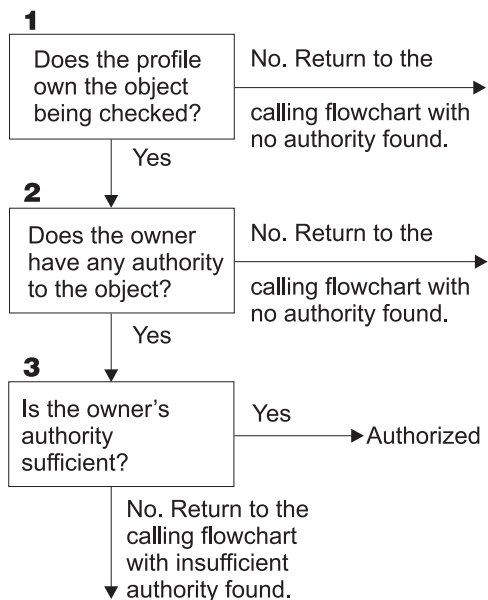 1
Does the profile
own the object
being checked?
No. Return to the
calling flowchart with
no authority found.
Yes
2
Does the owner
have any authority
to the object?
No. Return to the
calling flowchart with
no authority found.
Yes
3
Is the owner's
authority
sufficient?
Yes
Authorized
No. Return to the
calling flowchart
with insufficient
authority found.